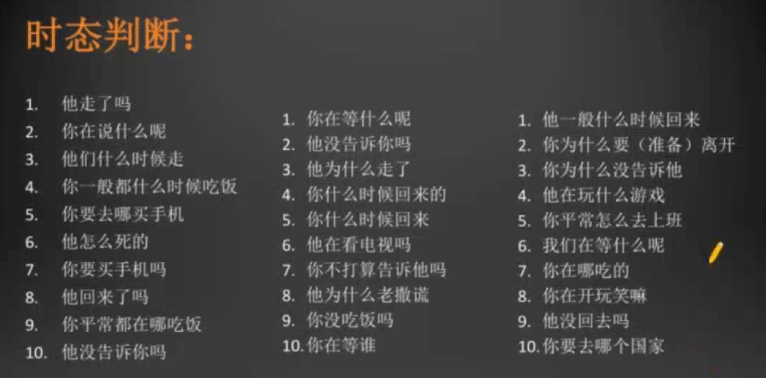 时态判断：
1. 他走了吗
2. 你在说什么呢
3. 他们什么时候走
4. 你一般都什么时候吃饭
5. 你要去哪买手机
6. 他怎么死的
7. 你要买手机吗
8. 他回来了吗
9. 你平常都在哪吃饭
10. 他没告诉你吗
1. 你在等什么呢
2. 他没告诉你吗
3. 他为什么走了
4. 你什么时候回来的
5. 你什么时候回来
6. 他在看电视吗
7. 你不打算告诉他吗
8. 他为什么老撒谎
9. 你没吃饭吗
10. 你在等谁
1. 他一般什么时候回来
2. 你为什么要（准备）离开
3. 你为什么没告诉他
4. 他在玩什么游戏
5. 你平常怎么去上班
6. 我们在等什么呢
7. 你在哪吃的
8. 你在开玩笑嘛
9. 他没回去吗
10. 你要去哪个国家